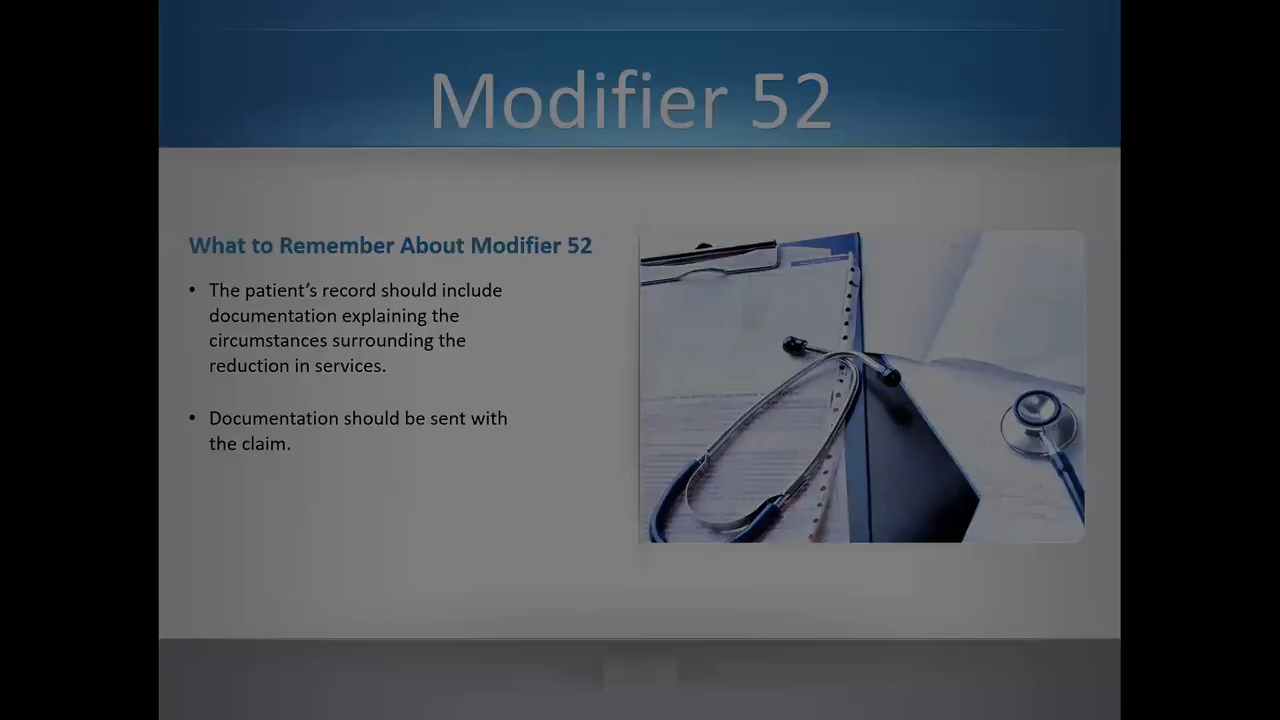 Modifier 52
What to Remember About Modifier 52
• The patient’s record should include
documentation explaining the
circumstances surrounding the
reduction in services.
• Documentation should be sent with
the claim.